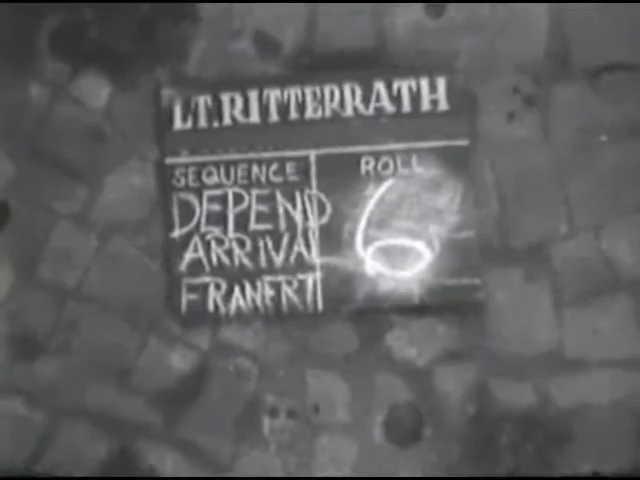 LT. RITTERRATH
SEQUENCE
ROLL
DEPEND
6
ARRIVAL
FRANFRT